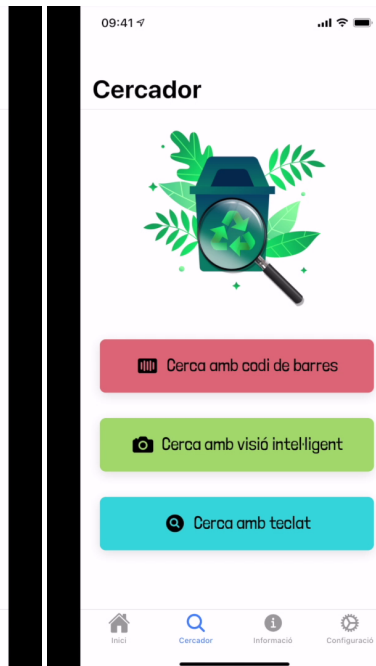 09:41
Cercador
Cerca amb codi de barres
Cerca amb visió intel·ligent
Cerca amb teclat
Inici
Cercador
Informació
Configuració